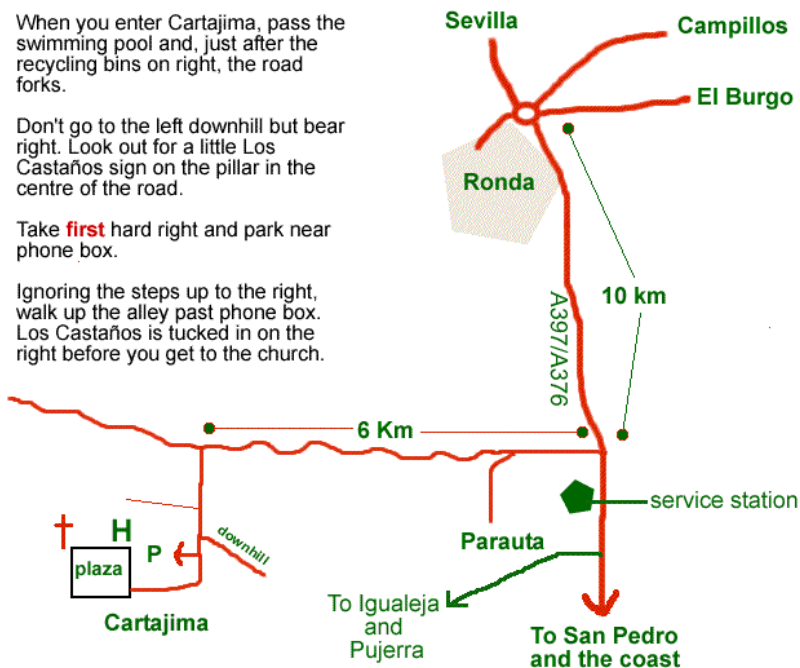 When you enter Cartajima, pass the
swimming pool and, just after the
recycling bins on right, the road
forks.
Don't go to the left downhill but bear
right. Look out for a little Los
Castaños sign on the pillar in the
centre of the road.
Take first hard right and park near
phone box.
Ignoring the steps up to the right,
walk up the alley past phone box.
Los Castaños is tucked in on the
right before you get to the church.
Sevilla
Campillos
El Burgo
Ronda
10 km
A397/A376
6 Km
service station
Parauta
H
P
downhill
plaza
Cartajima
To Igualeja
and
Pujerra
To San Pedro
and the coast